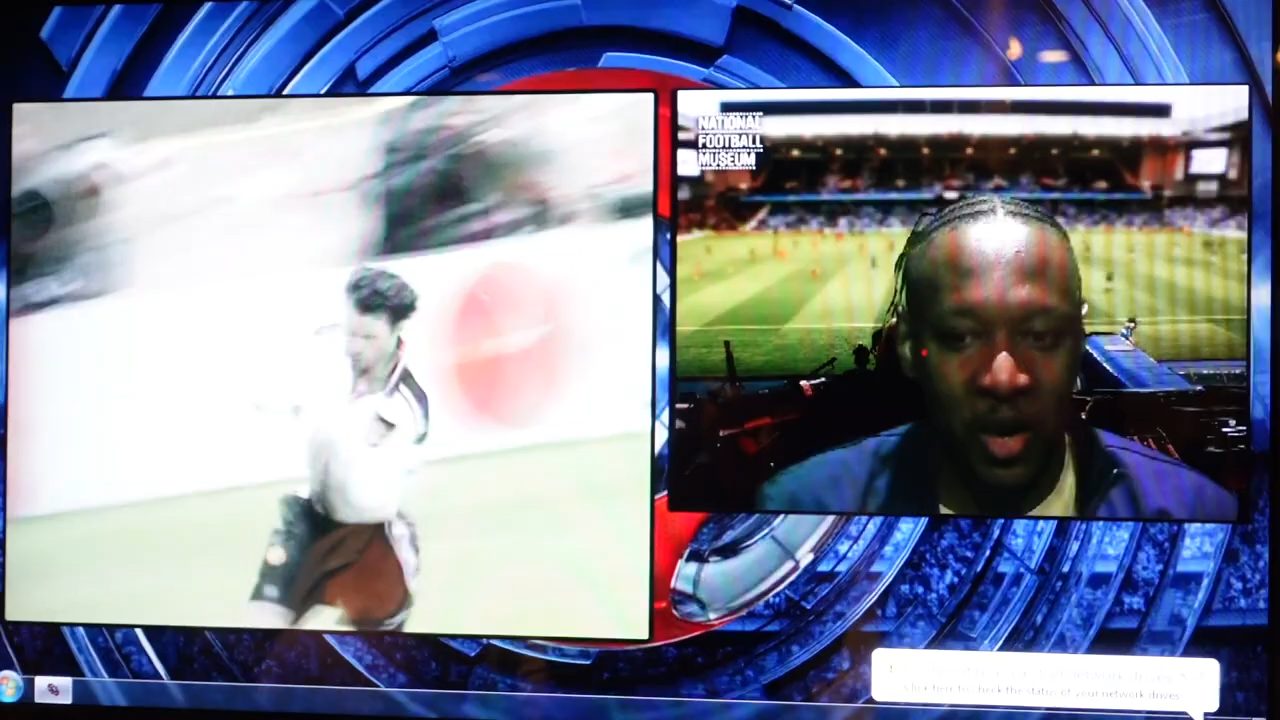 NATIONAL
FOOTBALL
MUSEUM
click here to check the status of your network drives.